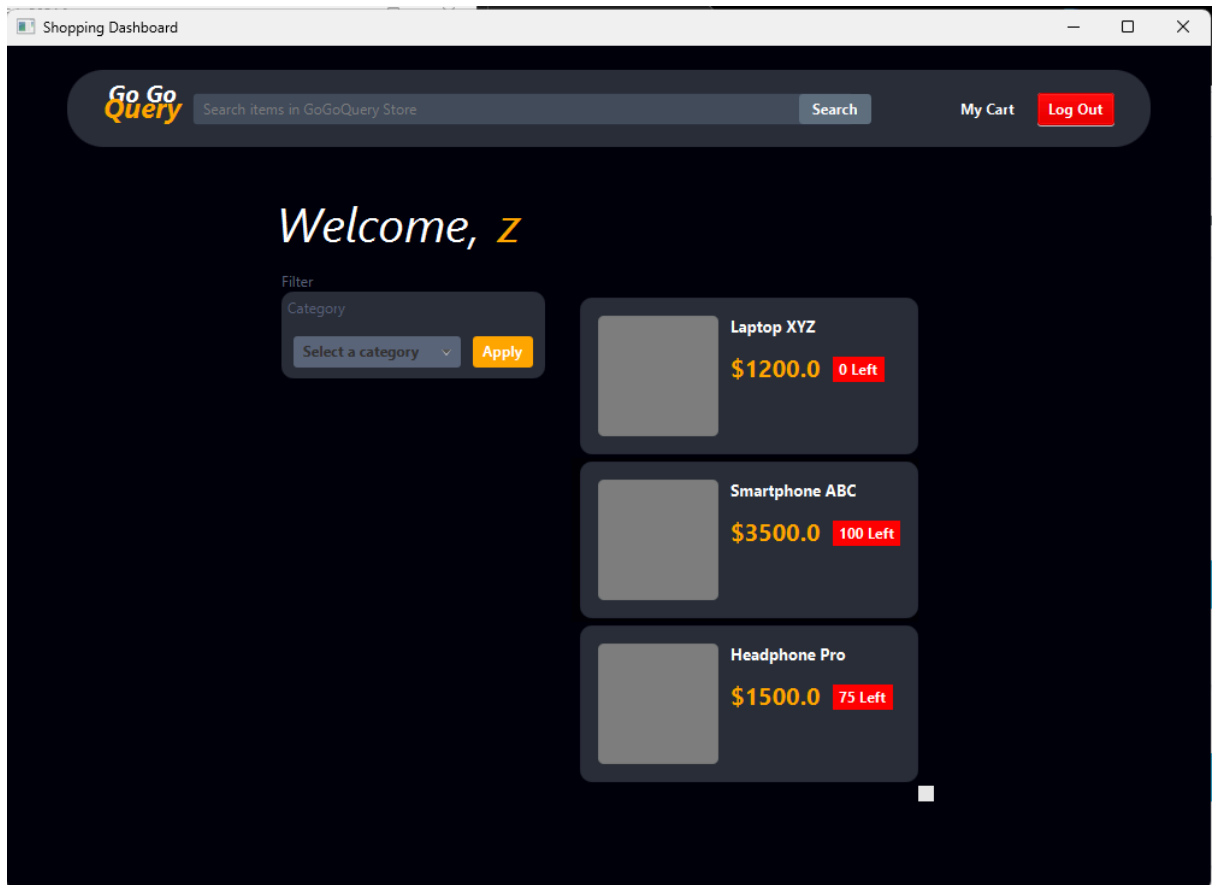 Shopping Dashboard
Go Go
Query
Search items in GoGoQuery Store
Search
My Cart
Log Out
Welcome, z
Filter
Category
Select a category
Apply
Laptop XYZ
$1200.0 0 Left
Smartphone ABC
$3500.0 100 Left
Headphone Pro
$1500.0 75 Left